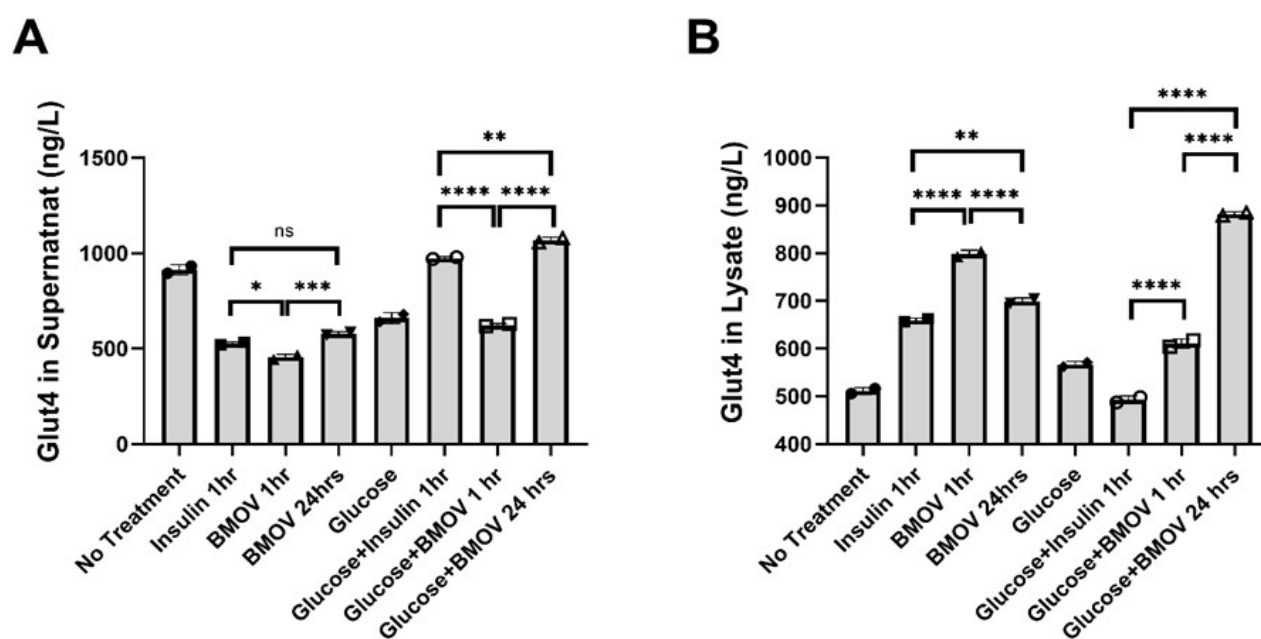 A
Glut4 in Supernatnat (ng/L)
1500
1000
500
0
ns
*
***
**
****
****
No Treatment
Insulin 1hr
BMOV 1hr
BMOV 24hrs
Glucose
Glucose+Insulin 1hr
Glucose+BMOV 1 hr
Glucose+BMOV 24 hrs
B
Glut4 in Lysate (ng/L)
1000
900
800
700
600
500
400
**
****
****
****
****
****
No Treatment
Insulin 1hr
BMOV 1hr
BMOV 24hrs
Glucose
Glucose+Insulin 1hr
Glucose+BMOV 1 hr
Glucose+BMOV 24 hrs